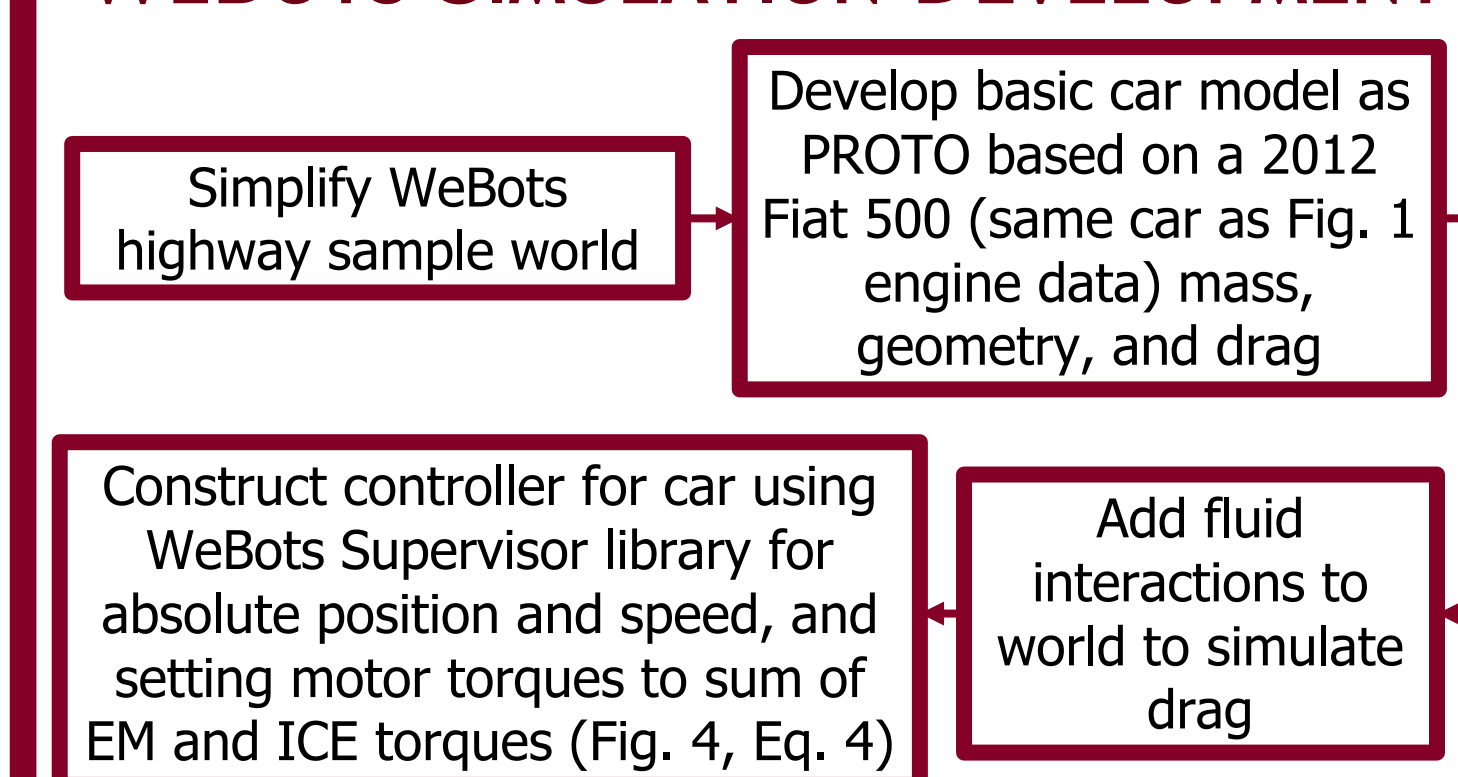 WEBOTS SIMULATION DEVELOPMENT
Simplify WeBots
highway sample world
Develop basic car model as
PROTO based on a 2012
Fiat 500 (same car as Fig. 1
engine data) mass,
geometry, and drag
Construct controller for car using
WeBots Supervisor library for
absolute position and speed, and
setting motor torques to sum of
EM and ICE torques (Fig. 4, Eq. 4)
Add fluid
interactions to
world to simulate
drag